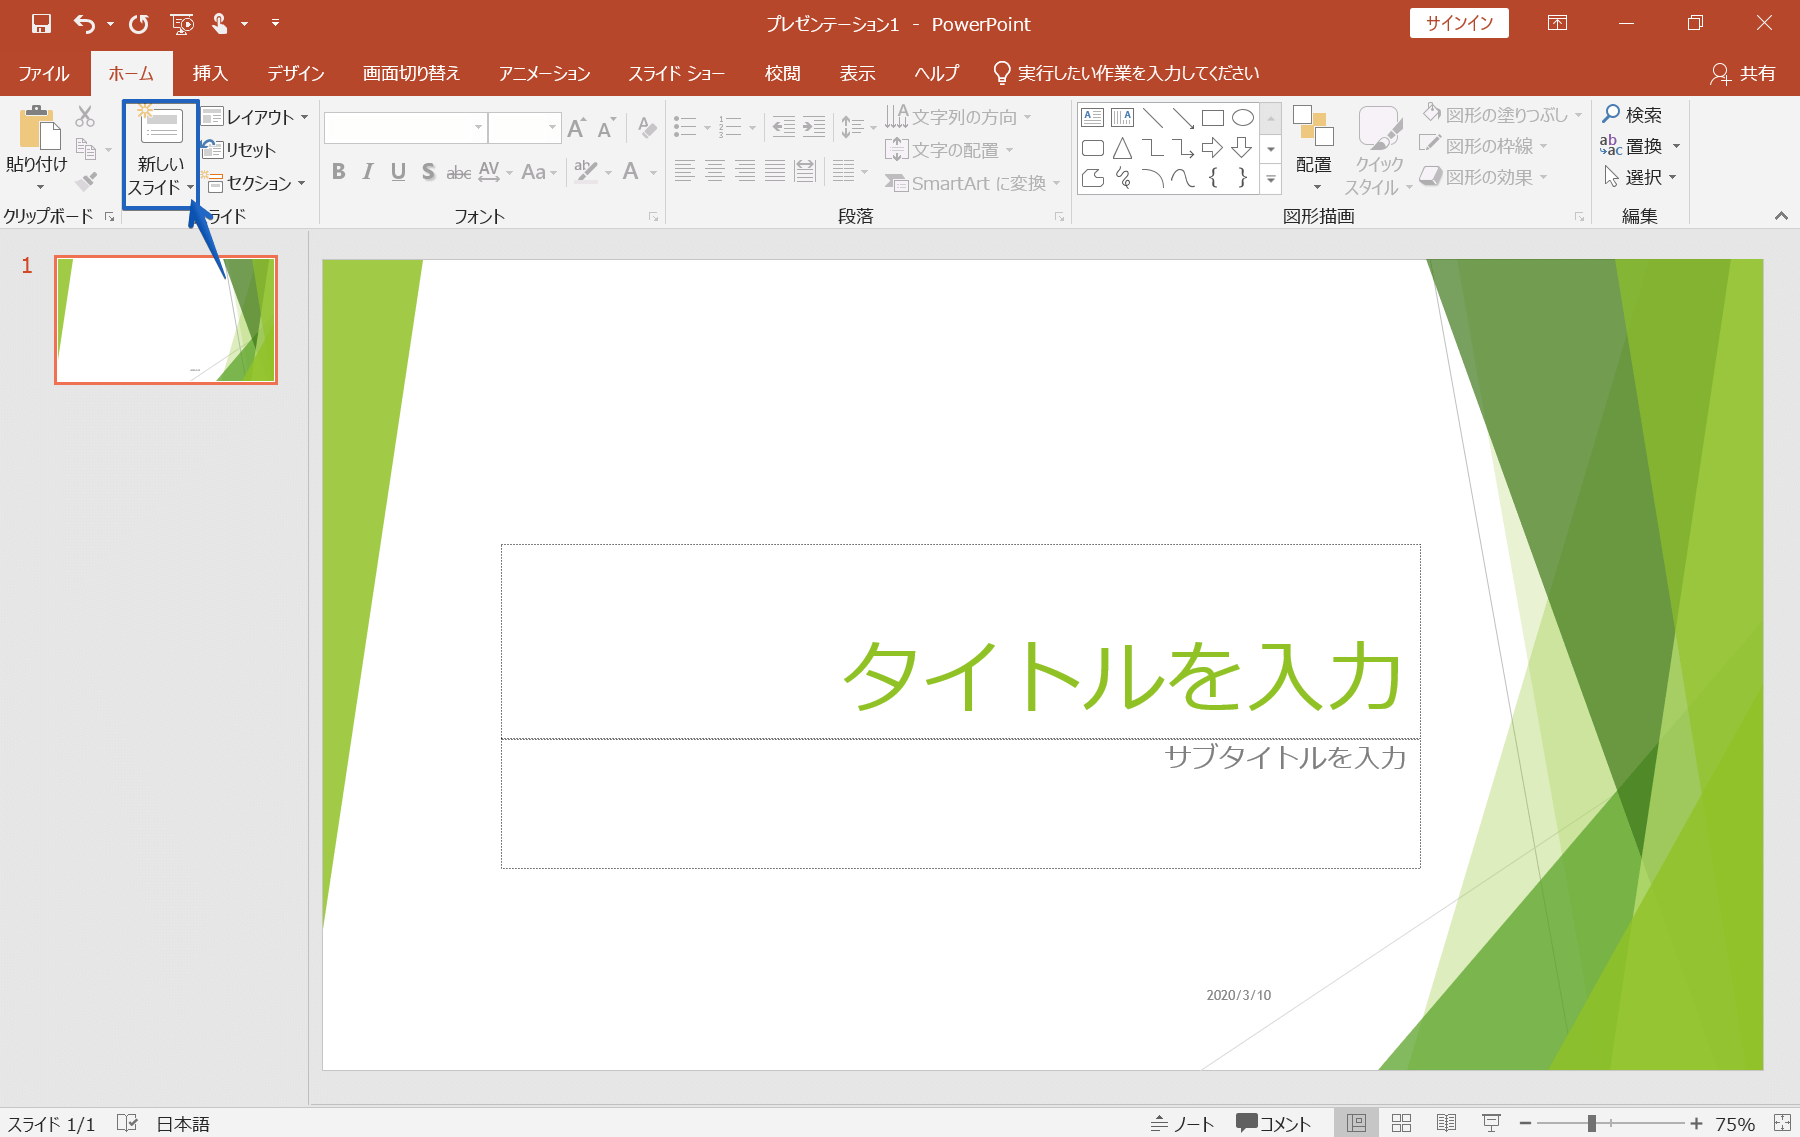 プレゼンテーション1 - PowerPoint
サインイン
ファイル ホーム 挿入 デザイン 画面切り替え アニメーション スライド ショー 校閲 表示 ヘルプ 実行したい作業を入力してください 共有
貼り付け
クリップボード
新しい
スライド
レイアウト
リセット
セクション
ライド
A A A
B I U S abc AV Aa ab A
フォント
文字列の方向
文字の配置
SmartArt に変換
段落
配置
クイック
スタイル
図形の塗りつぶし
図形の枠線
図形の効果
図形描画
検索
置換
選択
編集
1
タイトルを入力
サブタイトルを入力
2020/3/10
スライド 1/1 日本語 ノート コメント 75%